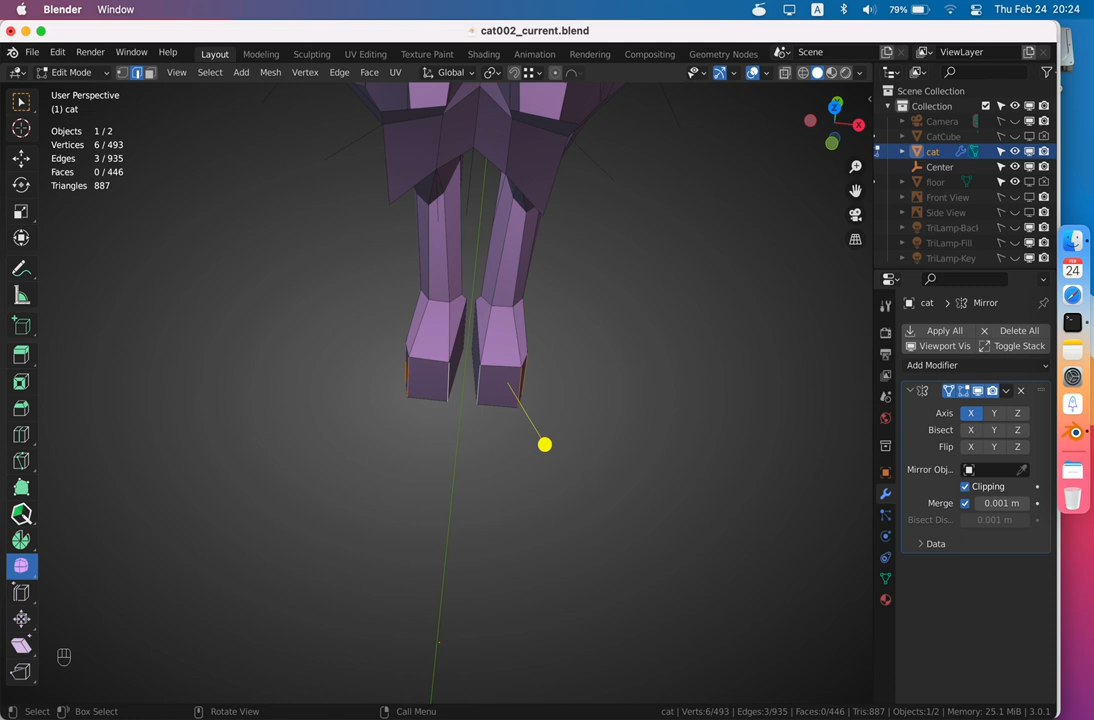 Blender
Window
A
79%
Thu Feb 24 20:24
cat002_current.blend
File Edit Render Window Help
Layout Modeling Sculpting UV Editing Texture Paint Shading Animation Rendering Compositing Geometry Nodes
Scene
ViewLayer
Edit Mode
View Select Add Mesh Vertex Edge Face UV
Global
User Perspective
(1) cat
Objects 1 / 2
Vertices 6 / 493
Edges 3 / 935
Faces 0 / 446
Triangles 887
Z
X
Scene Collection
Collection
Camera
CatCube
cat
Center
floor
Front View
Side View
TriLamp-Back
TriLamp-Fill
TriLamp-Key
FEB
24
cat
Mirror
Apply All
Delete All
Viewport Vis
Toggle Stack
Add Modifier
Axis X Y Z
Bisect X Y Z
Flip X Y Z
Mirror Obj...
Clipping
Merge 0.001 m
Bisect Dis... 0.001 m
Data
Select
Box Select
Rotate View
Call Menu
cat | Verts:6/493 | Edges:3/935 | Faces:0/446 | Tris:887 | Objects:1/2 | Memory: 25.1 MiB | 3.0.1